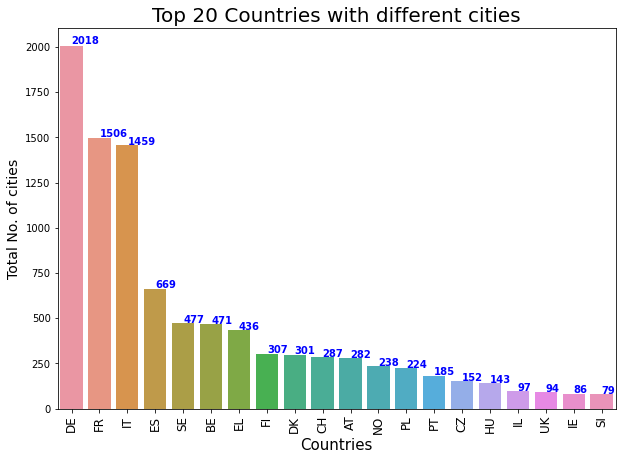 Top 20 Countries with different cities
Total No. of cities
2000
1750
1500
1250
1000
750
500
250
0
2018
1506
1459
669
477
471
436
307
301
287
282
238
224
185
152
143
97
94
86
79
DE
FR
IT
ES
SE
BE
EL
FI
DK
CH
AT
NO
PL
PT
CZ
HU
IL
UK
IE
SI
Countries